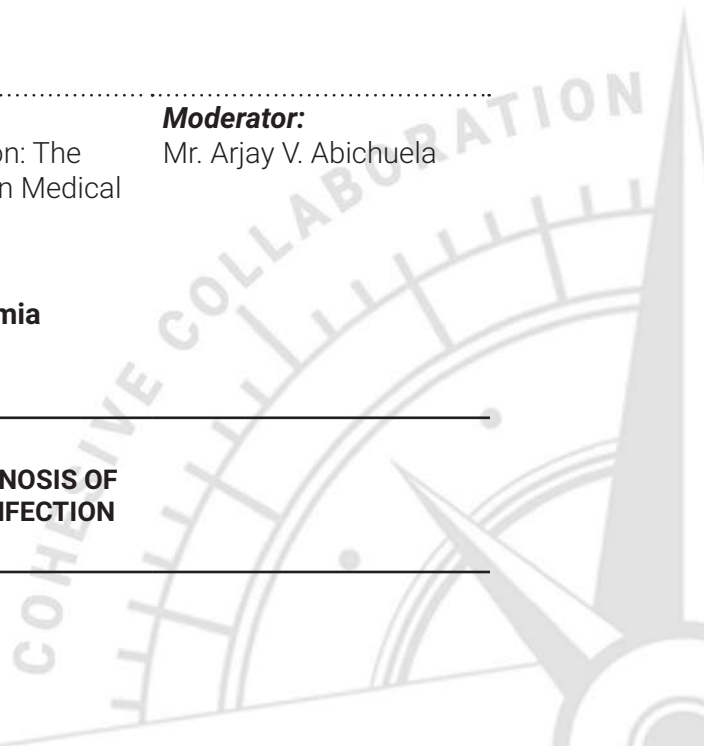 Moderator:
on: The
Mr. Arjay V. Abichuela
n Medical
mia
NOSIS OF
NFECTION
COHESIVE COLLABORATION